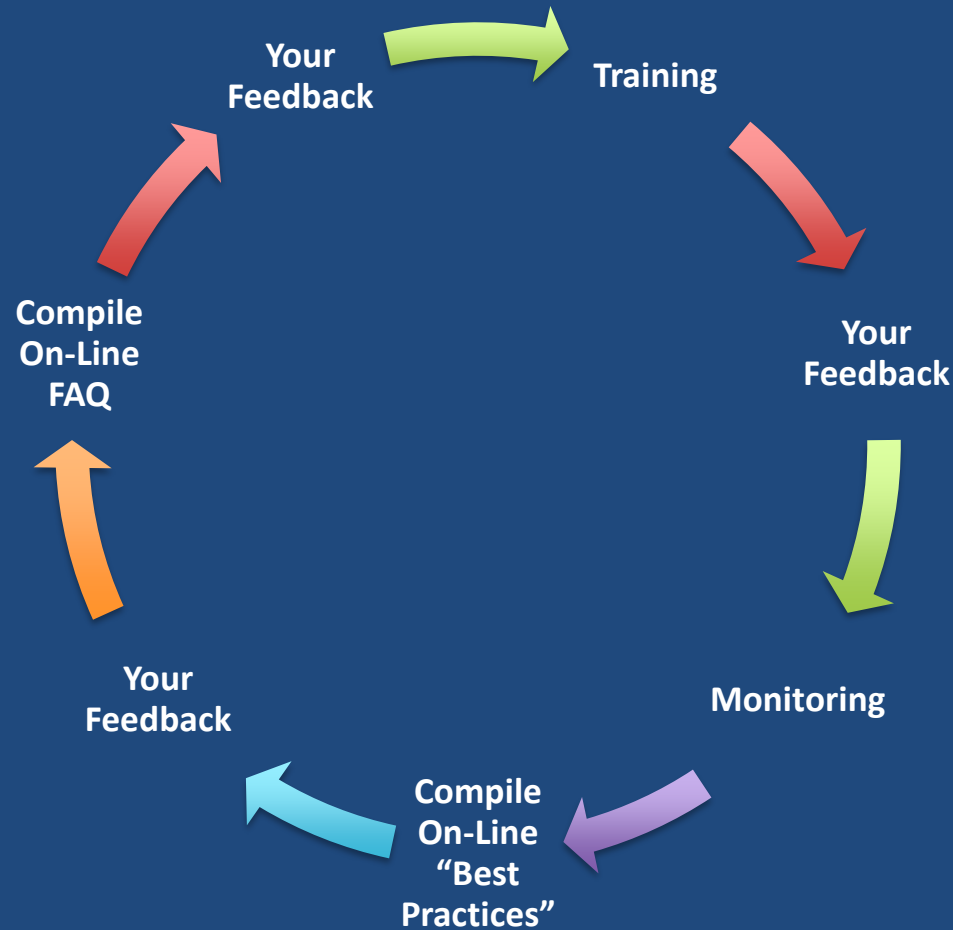 Your
Feedback
Training
Your
Feedback
Monitoring
Compile
On-Line
“Best
Practices”
Your
Feedback
Compile
On-Line
FAQ